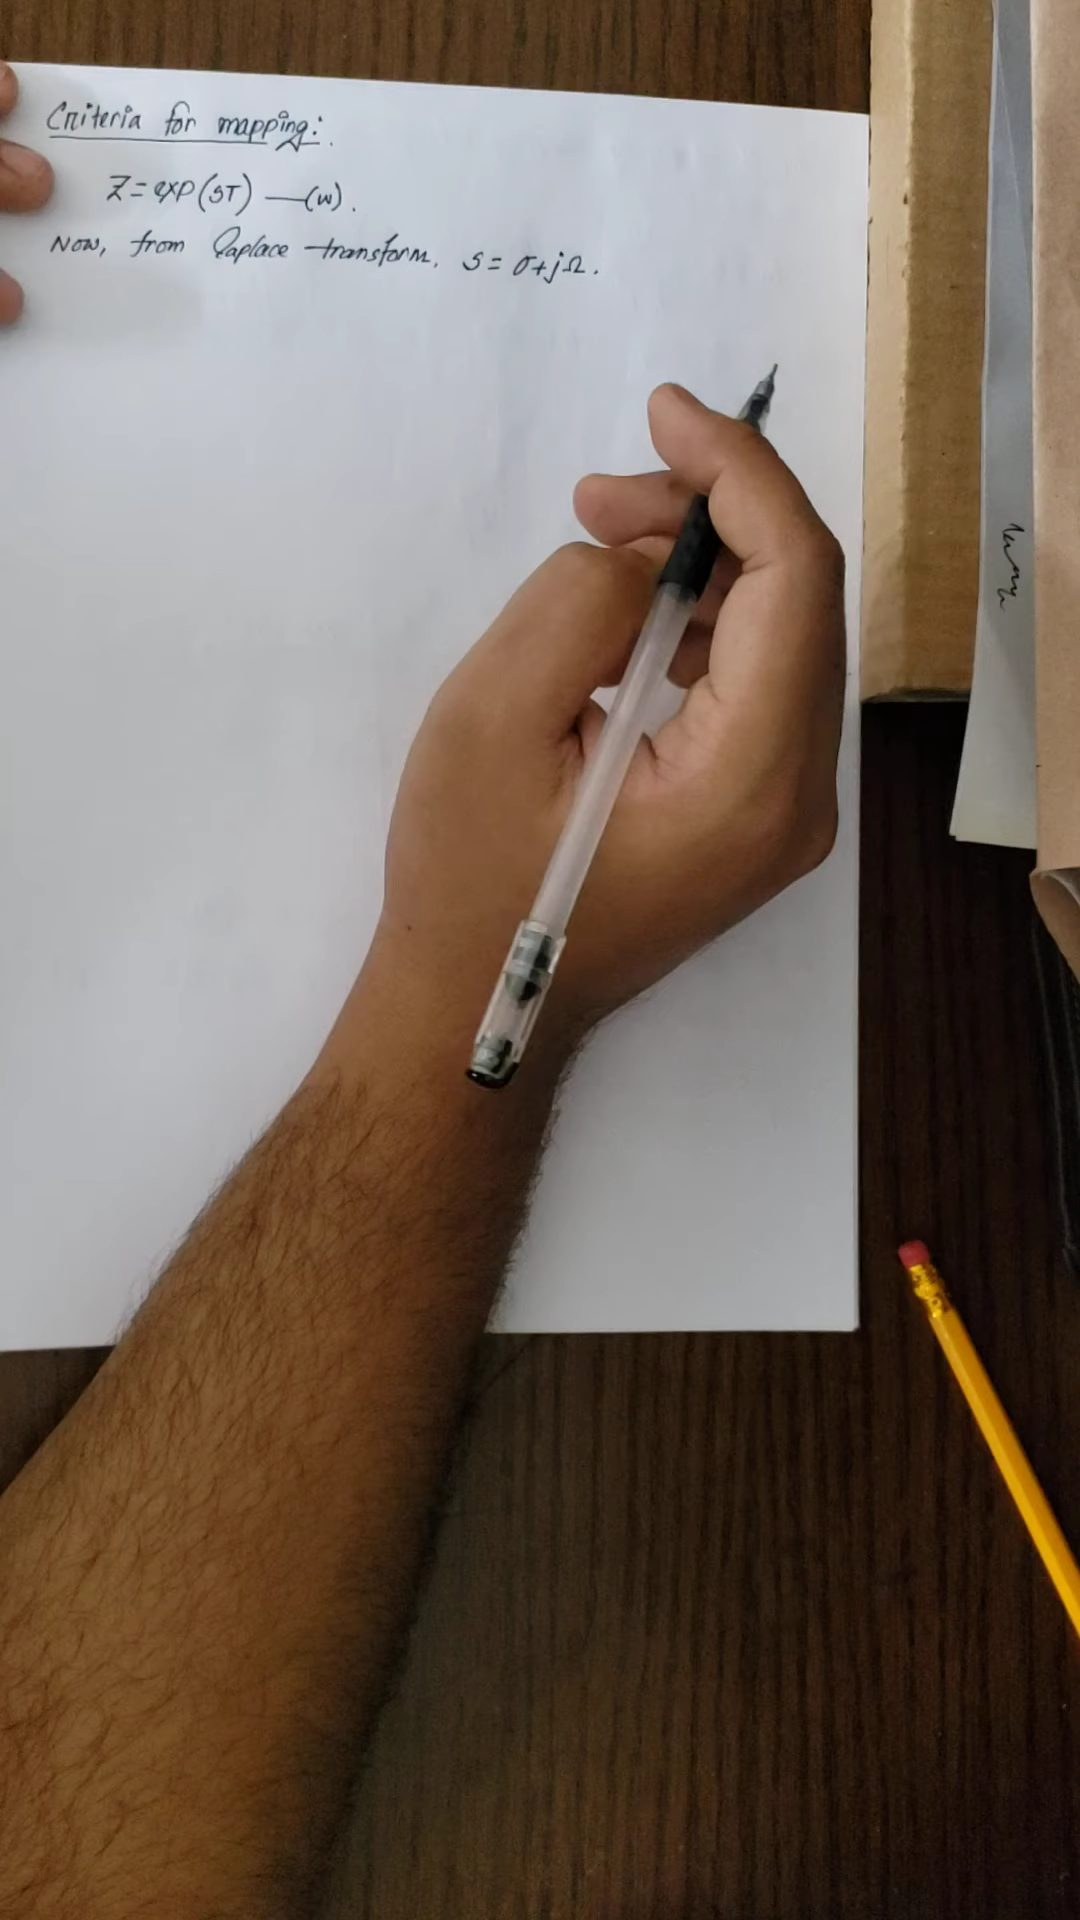 Criteria for mapping:
Z = exp(ST) —(w).
Now, from Laplace transform, S = σ+jΩ.